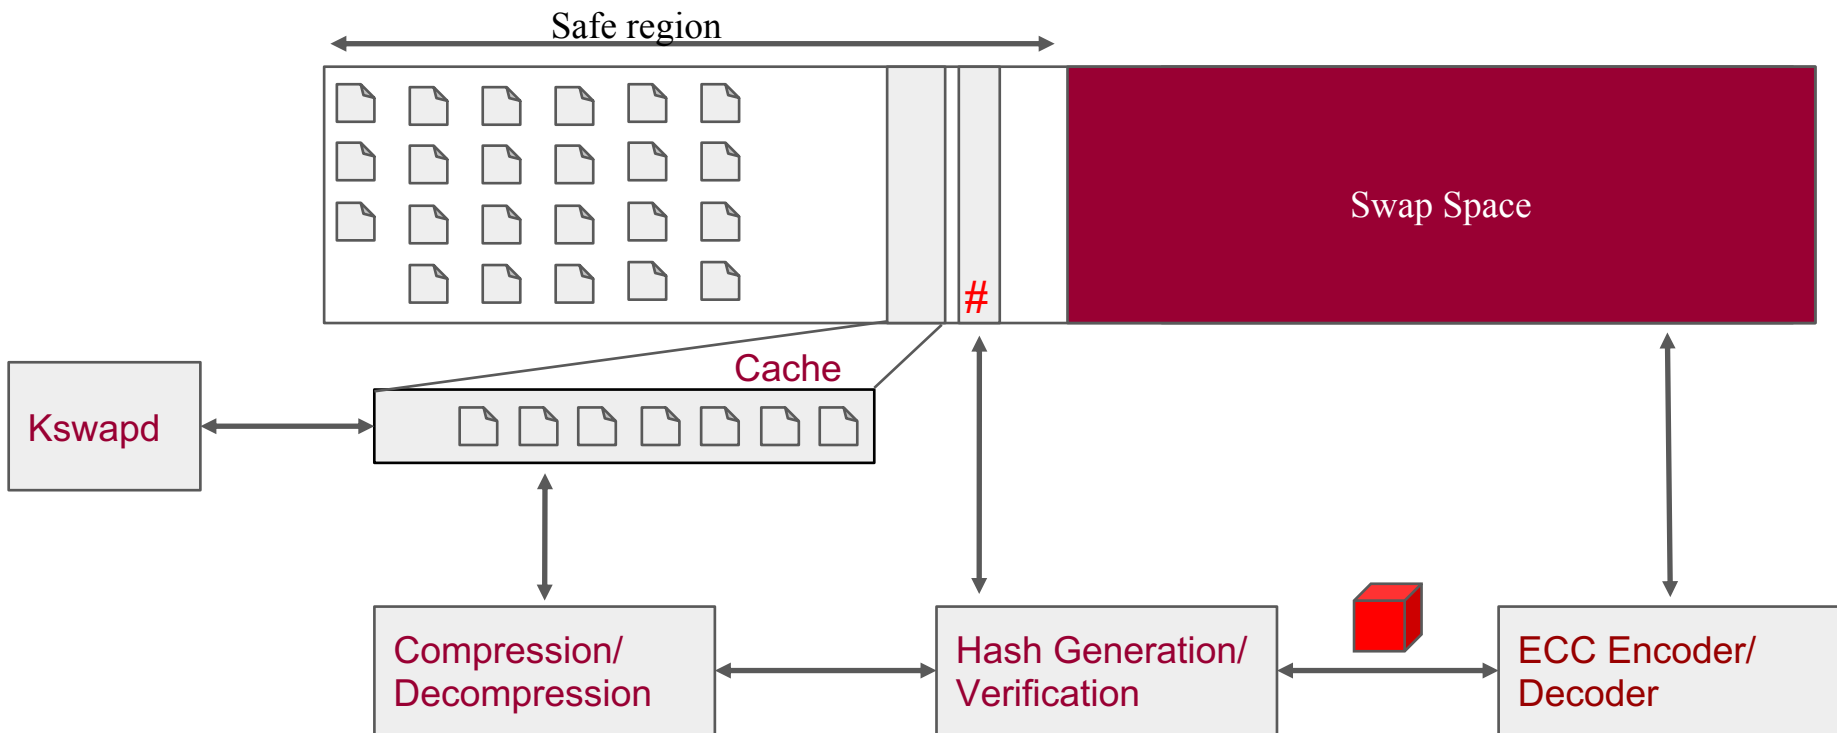 Safe region
Swap Space
#
Cache
Kswapd
Compression/
Decompression
Hash Generation/
Verification
ECC Encoder/
Decoder